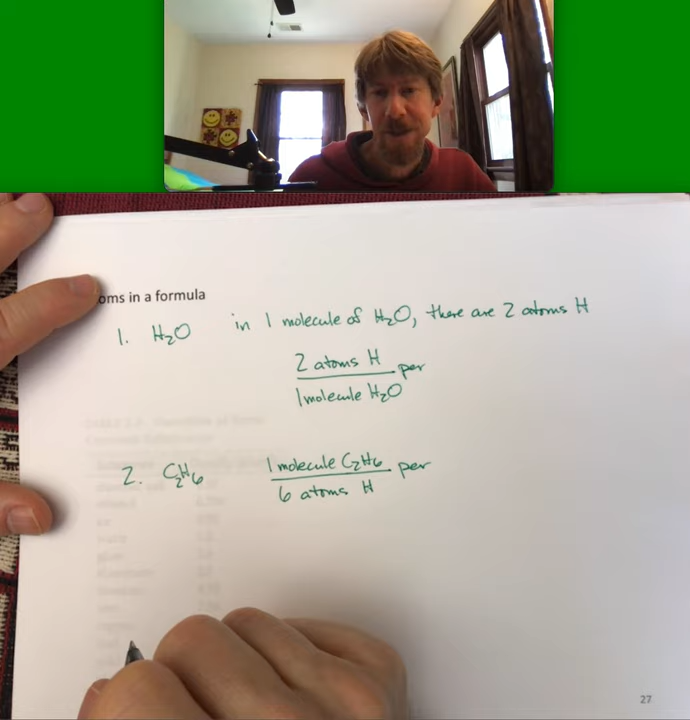 oms in a formula
1. H₂O in 1 molecule of H₂O, there are 2 atoms H
2 atoms H
per
1 molecule H₂O
2. C₂H₆ 1 molecule C₂H₆ per
6 atoms H
27